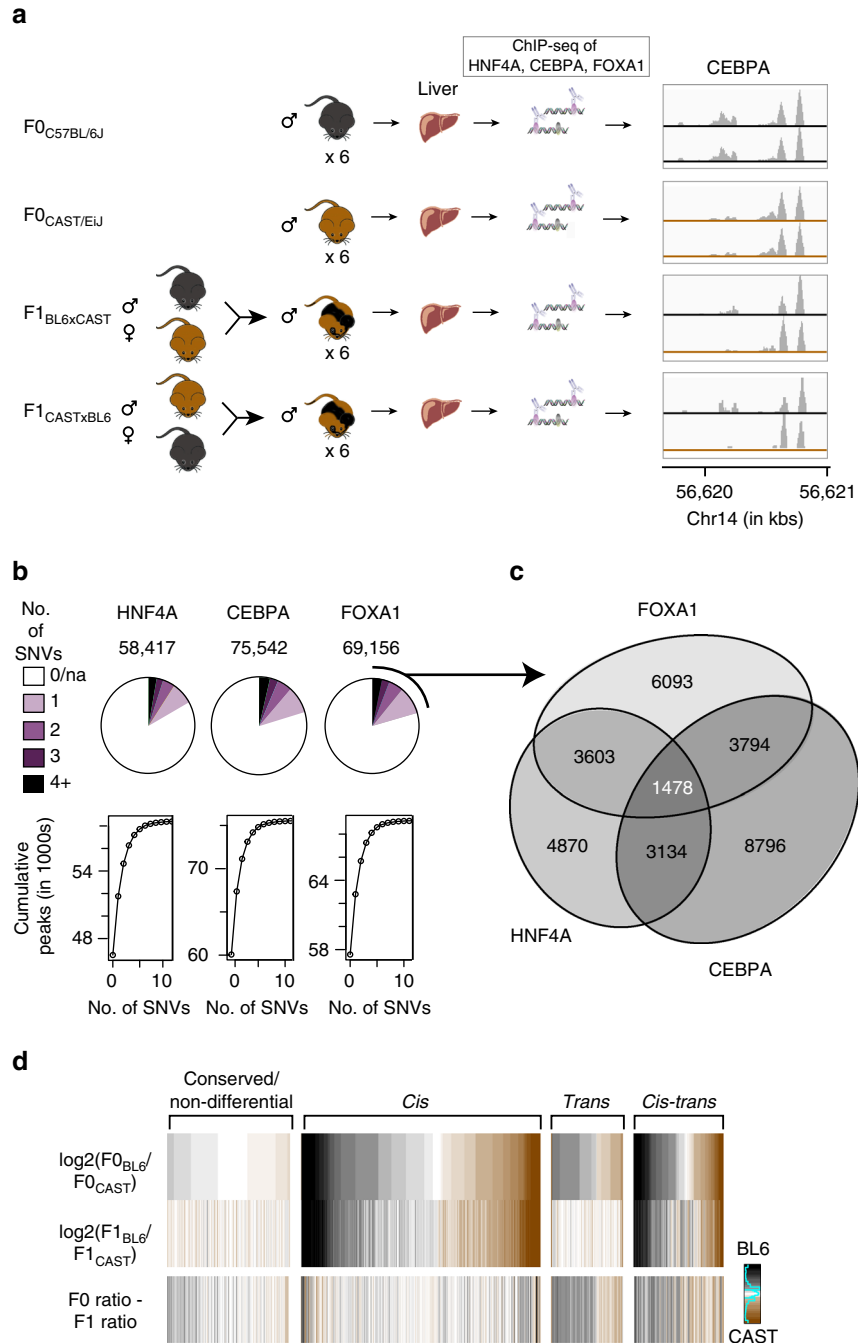 a
ChIP-seq of
HNF4A, CEBPA, FOXA1
CEBPA
Liver
F0C57BL/6J
♂
x 6
F0CAST/EiJ
♂
x 6
F1BL6xCAST
♂
♀
♂
x 6
F1CASTxBL6
♂
♀
♂
x 6
56,620
56,621
Chr14 (in kbs)
b
No.
of
SNVs
0/na
1
2
3
4+
HNF4A
58,417
CEBPA
75,542
FOXA1
69,156
Cumulative
peaks (in 1000s)
54
48
0
10
No. of SNVs
70
60
0
10
No. of SNVs
64
58
0
10
No. of SNVs
c
FOXA1
6093
3603
3794
1478
4870
3134
8796
HNF4A
CEBPA
d
Conserved/
non-differential
Cis
Trans
Cis-trans
log2(F0BL6/
F0CAST)
log2(F1BL6/
F1CAST)
F0 ratio -
F1 ratio
BL6
CAST